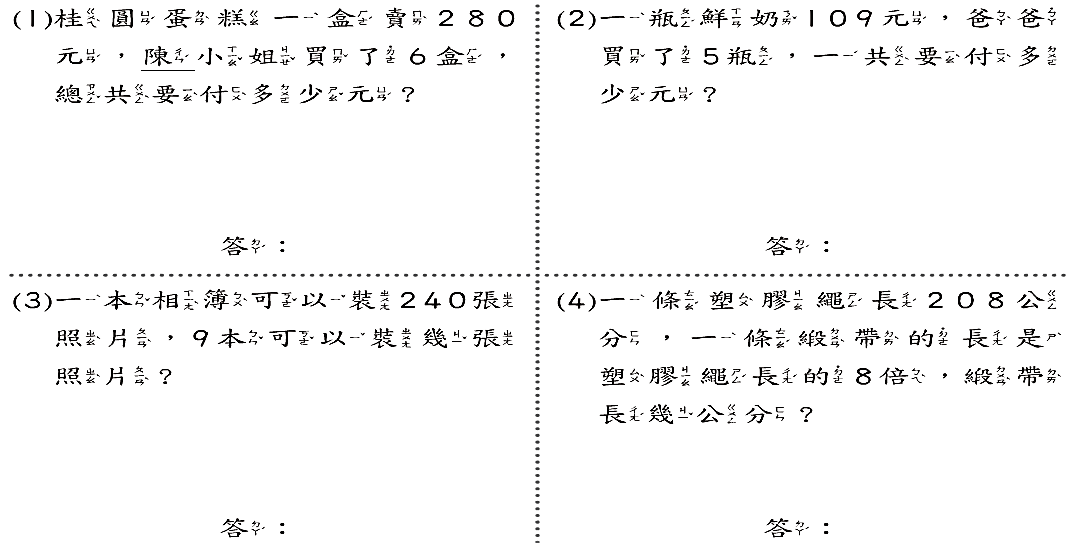 (1)桂圓蛋糕一盒賣280
元，陳小姐買了6盒，
總共要付多少元？
答：
(2)一瓶鮮奶109元，爸爸
買了5瓶，一共要付多
少元？
答：
(3)一本相簿可以裝240張
照片，9本可以裝幾張
照片？
答：
(4)一條塑膠繩長208公
分，一條緞帶的長是
塑膠繩長的8倍，緞帶
長幾公分？
答：